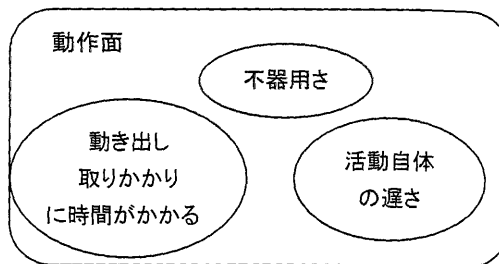 動作面
不器用さ
動き出し
取りかかり
に時間がかかる
活動自体
の遅さ